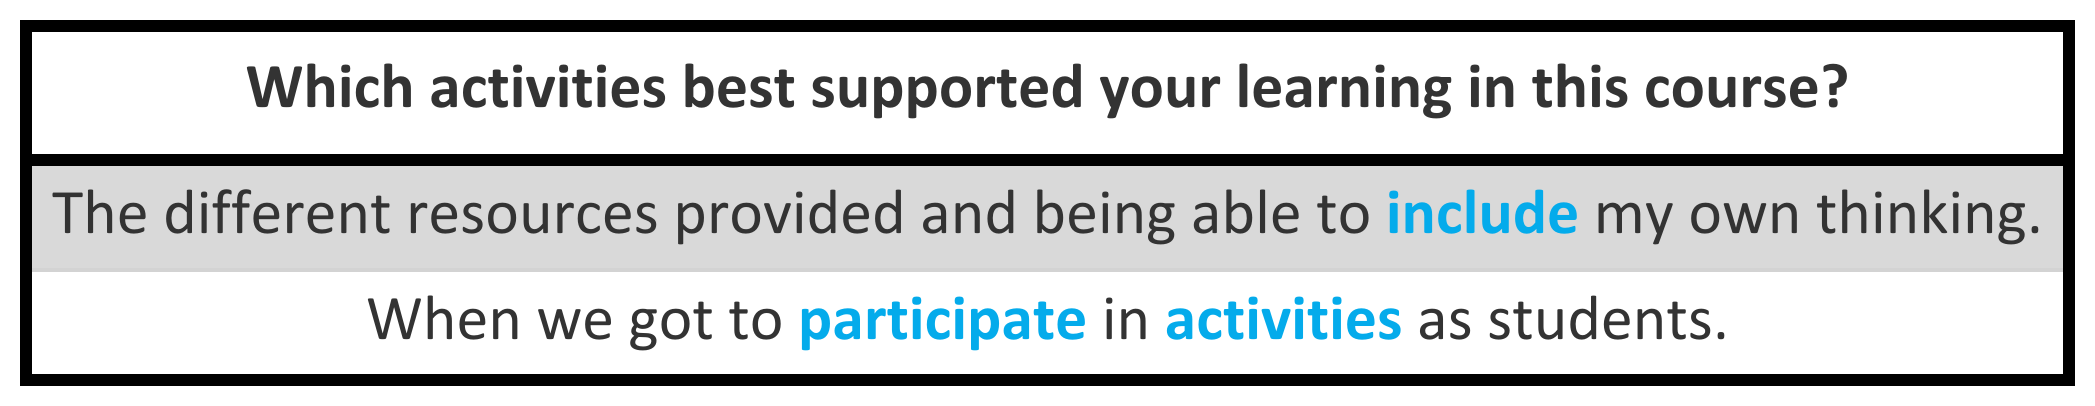 Which activities best supported your learning in this course?
The different resources provided and being able to include my own thinking.
When we got to participate in activities as students.